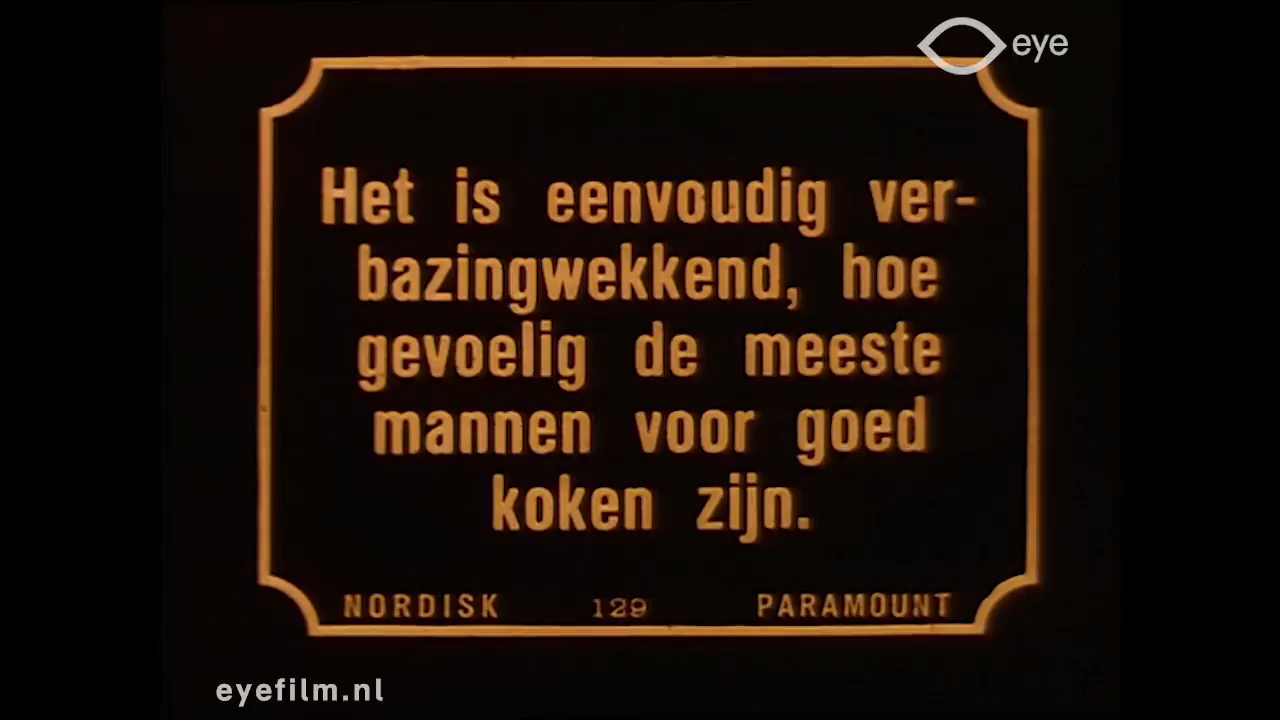 eye
Het is eenvoudig ver-
bazingwekkend, hoe
gevoelig de meeste
mannen voor goed
koken zijn.
NORDISK 129 PARAMOUNT
eyefilm.nl